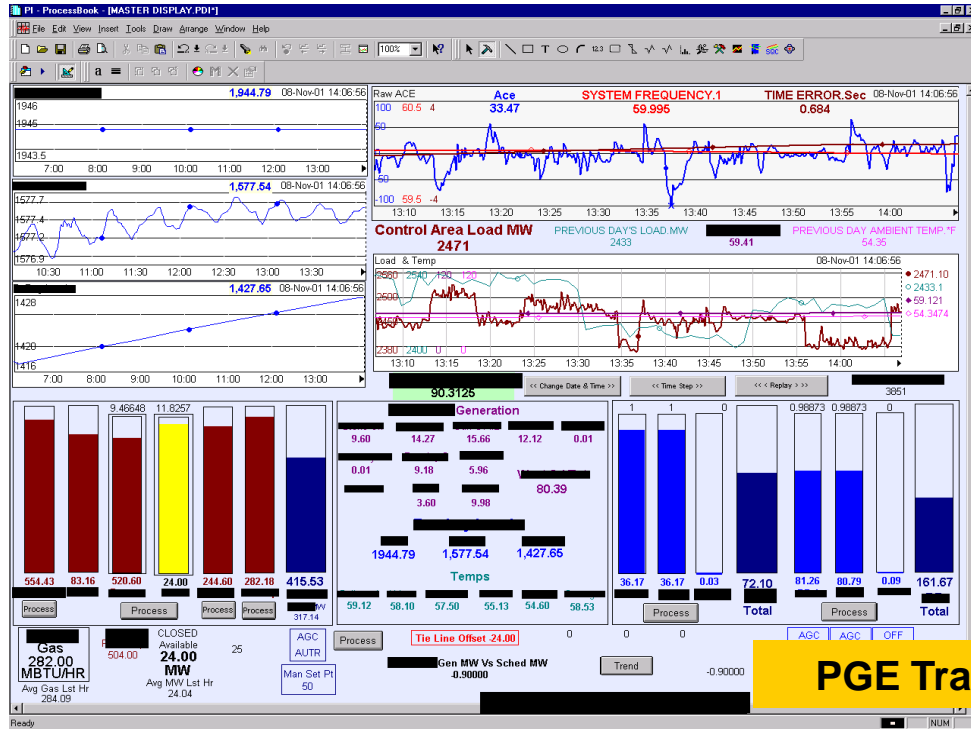 PI - ProcessBook - [MASTER DISPLAY.PDI*]
File Edit View Insert Tools Draw Arrange Window Help
100%
1,944.79 08-Nov-01 14:06:56
1946
1945
1943.5
7:00 8:00 9:00 10:00 11:00 12:00 13:00
1,577.54 08-Nov-01 14:06:56
1577.7
1577.4
1577.2
1576.9
10:30 11:00 11:30 12:00 12:30 13:00 13:30
1,427.65 08-Nov-01 14:06:56
1428
1420
1416
7:00 8:00 9:00 10:00 11:00 12:00 13:00
Raw ACE Ace SYSTEM FREQUENCY.1 TIME ERROR.Sec 08-Nov-01 14:06:56
33.47 59.995 0.684
100 60.5 4
50
0
-50
-100 59.5 -4
13:10 13:15 13:20 13:25 13:30 13:35 13:40 13:45 13:50 13:55 14:00
Control Area Load MW PREVIOUS DAY'S LOAD.MW PREVIOUS DAY AMBIENT TEMP.*F
2471 2433 59.41 54.35
Load & Temp 08-Nov-01 14:06:56
2560 2540 120 120
2500
2450
2380 2400 0 0
2471.10
2433.1
59.121
54.3474
13:10 13:15 13:20 13:25 13:30 13:35 13:40 13:45 13:50 13:55 14:00
90.3125
<< Change Date & Time >> << Time Step >> << < Replay > >>
3851
9.46648 11.8257
554.43 83.16 520.60 24.00 244.60 282.18 415.53
Process Process Process Process
317.14
Generation
9.60 14.27 15.66 12.12 0.01
0.01 9.18 5.96
80.39
3.60 9.98
1944.79 1,577.54 1,427.65
Temps
59.12 58.10 57.50 55.13 54.60 58.53
1 1 0 0.98873 0.98873 0
36.17 36.17 0.03 72.10 81.26 80.79 0.09 161.67
Total Total
Process Process
Gas
282.00
MBTU/HR
Avg Gas Lst Hr
284.09
504.00
CLOSED
Available
24.00
MW
Avg MW Lst Hr
24.04
25
AGC
AUTR
Man Set Pt
50
Process
Tie Line Offset -24.00
0 0 0
Gen MW Vs Sched MW
-0.90000
Trend
-0.90000
AGC AGC OFF
PGE Tra
Ready
NUM